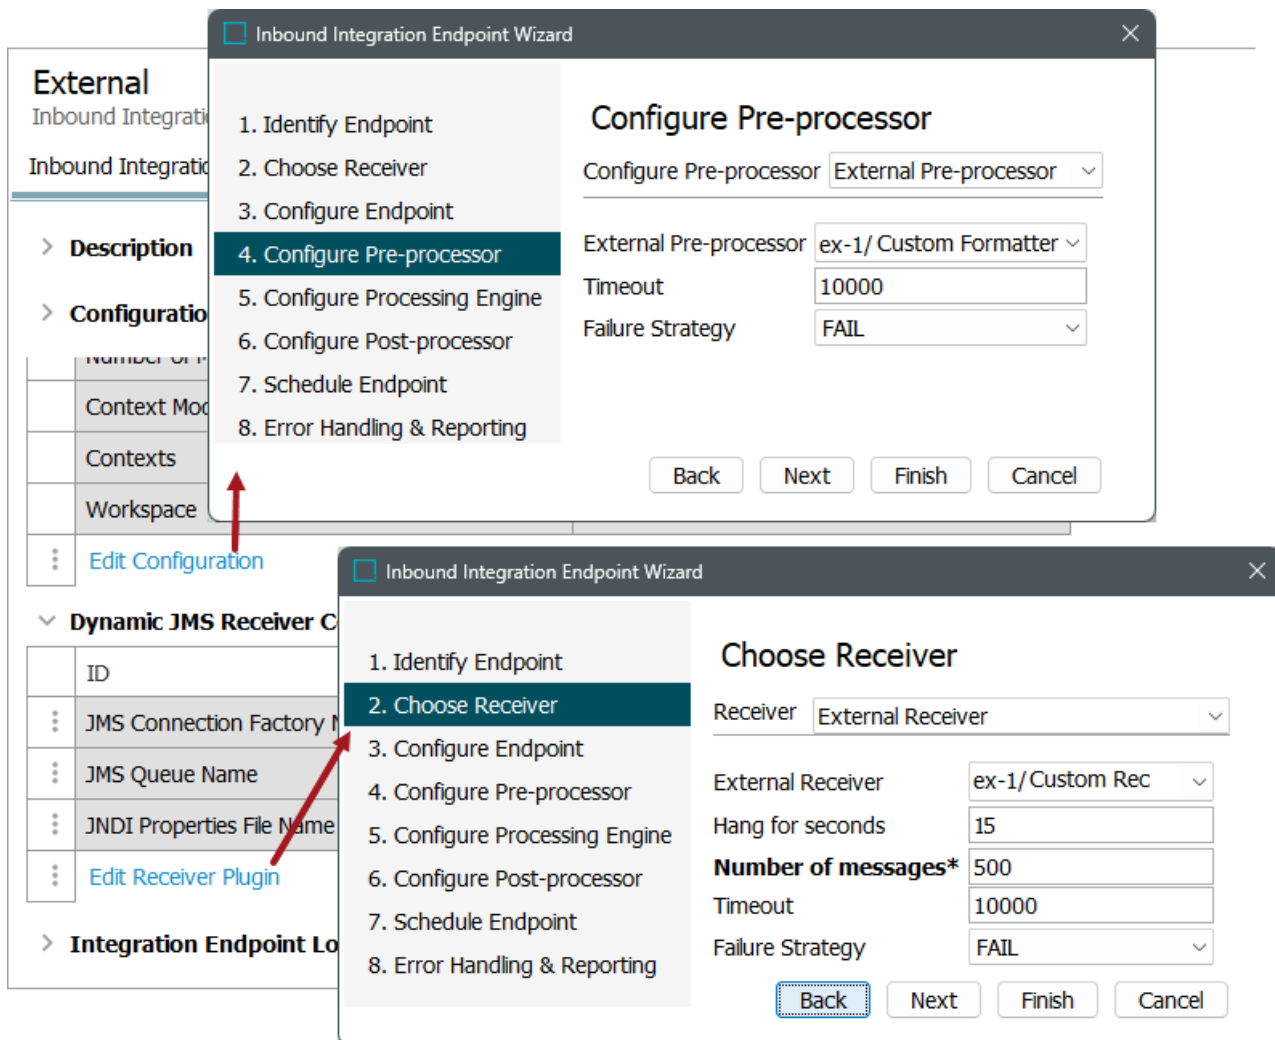 External
Inbound Integrati
Inbound Integratio
Description
Configuratio
Context Mod
Contexts
Workspace
Edit Configuration
Dynamic JMS Receiver C
ID
JMS Connection Factory N
JMS Queue Name
JNDI Properties File Name
Edit Receiver Plugin
Integration Endpoint Lo
Inbound Integration Endpoint Wizard
1. Identify Endpoint
2. Choose Receiver
3. Configure Endpoint
4. Configure Pre-processor
5. Configure Processing Engine
6. Configure Post-processor
7. Schedule Endpoint
8. Error Handling & Reporting
Configure Pre-processor
Configure Pre-processor External Pre-processor
External Pre-processor ex-1/ Custom Formatter
Timeout 10000
Failure Strategy FAIL
Back Next Finish Cancel
Inbound Integration Endpoint Wizard
1. Identify Endpoint
2. Choose Receiver
3. Configure Endpoint
4. Configure Pre-processor
5. Configure Processing Engine
6. Configure Post-processor
7. Schedule Endpoint
8. Error Handling & Reporting
Choose Receiver
Receiver External Receiver
External Receiver ex-1/ Custom Rec
Hang for seconds 15
Number of messages* 500
Timeout 10000
Failure Strategy FAIL
Back Next Finish Cancel